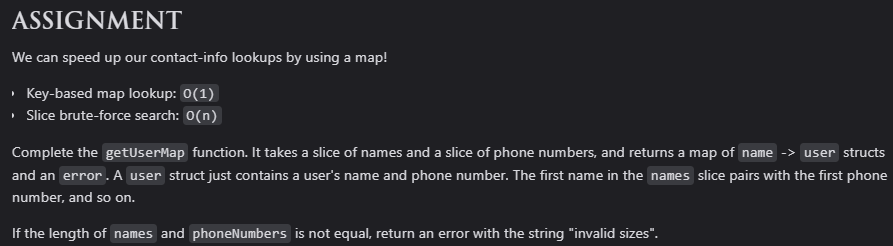 ASSIGNMENT
We can speed up our contact-info lookups by using a map!
• Key-based map lookup: O(1)
• Slice brute-force search: O(n)
Complete the getUserMap function. It takes a slice of names and a slice of phone numbers, and returns a map of name -> user structs
and an error. A user struct just contains a user's name and phone number. The first name in the names slice pairs with the first phone
number, and so on.
If the length of names and phoneNumbers is not equal, return an error with the string "invalid sizes".